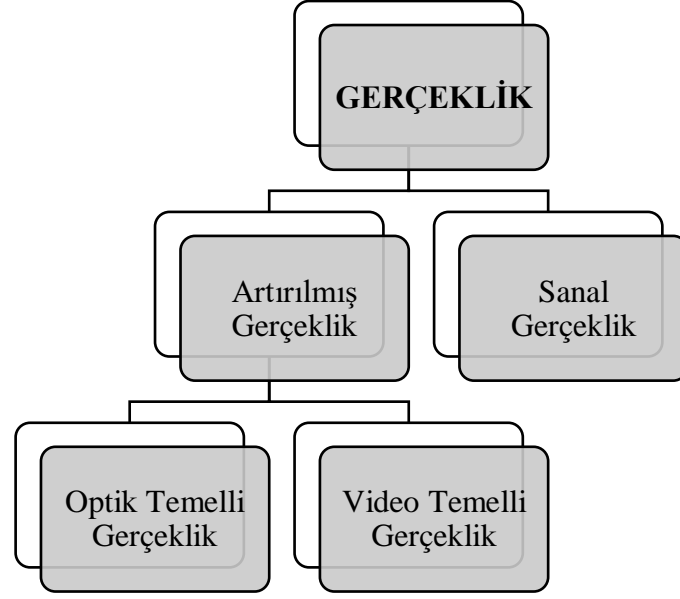 GERÇEKLİK
Artırılmış
Gerçeklik
Sanal
Gerçeklik
Optik Temelli
Gerçeklik
Video Temelli
Gerçeklik